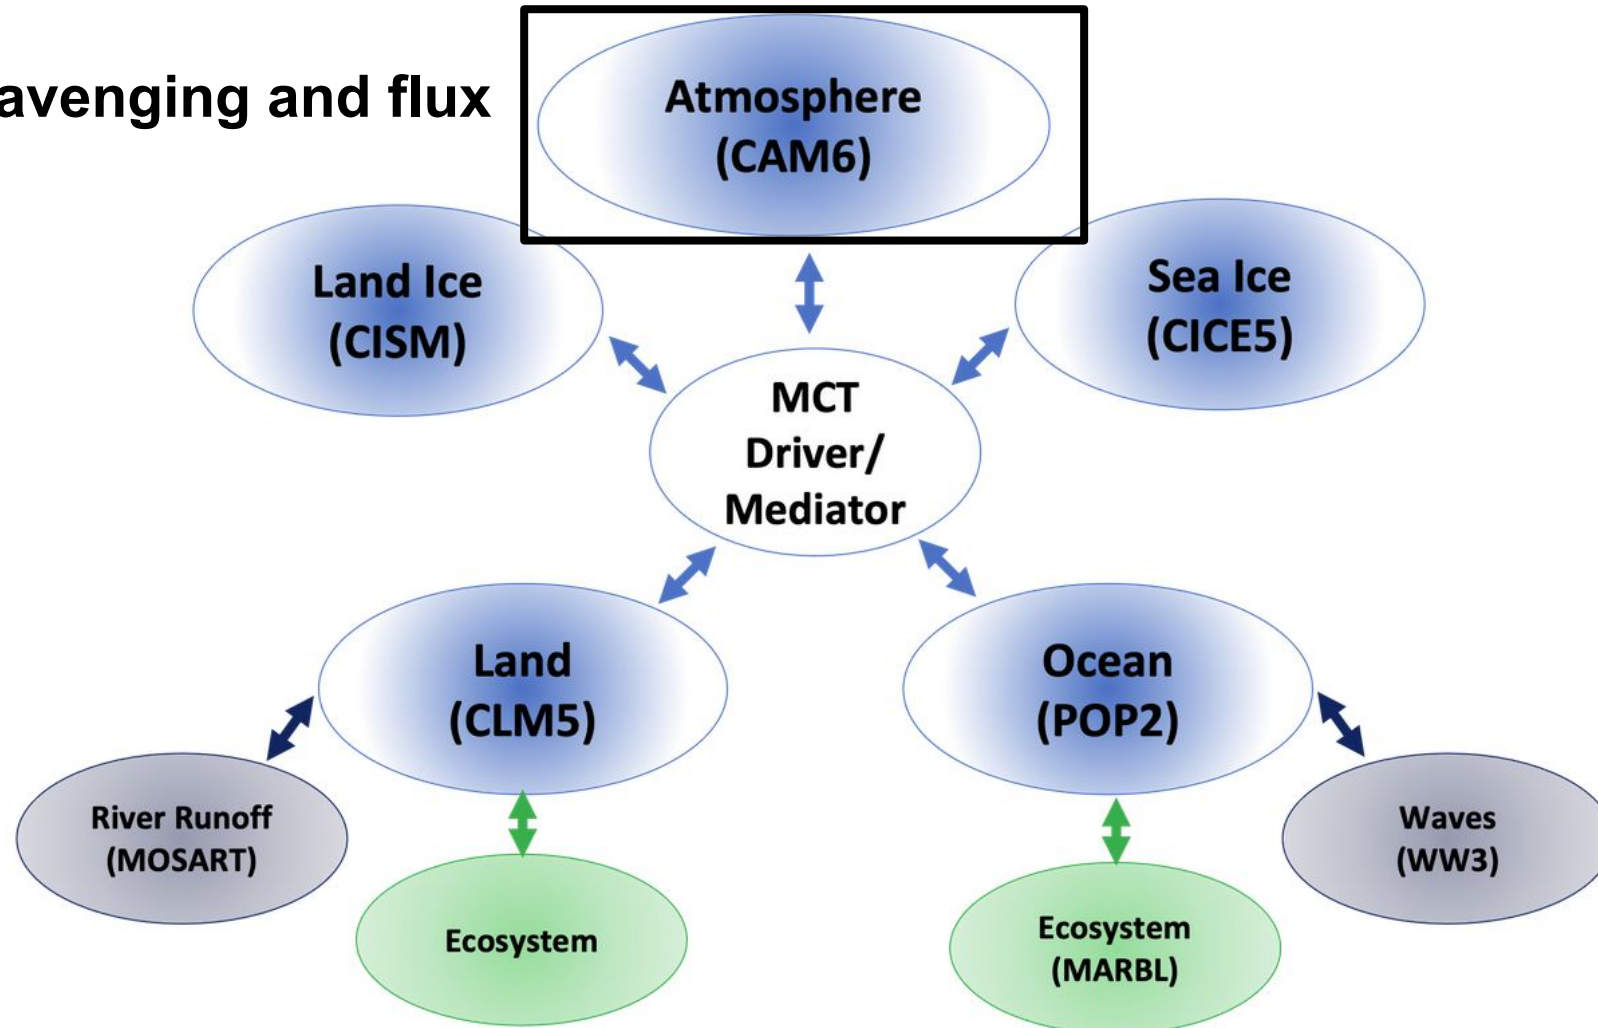 avenging and flux
Atmosphere
(CAM6)
Land Ice
(CISM)
Sea Ice
(CICE5)
MCT
Driver/
Mediator
Land
(CLM5)
Ocean
(POP2)
River Runoff
(MOSART)
Waves
(WW3)
Ecosystem
Ecosystem
(MARBL)